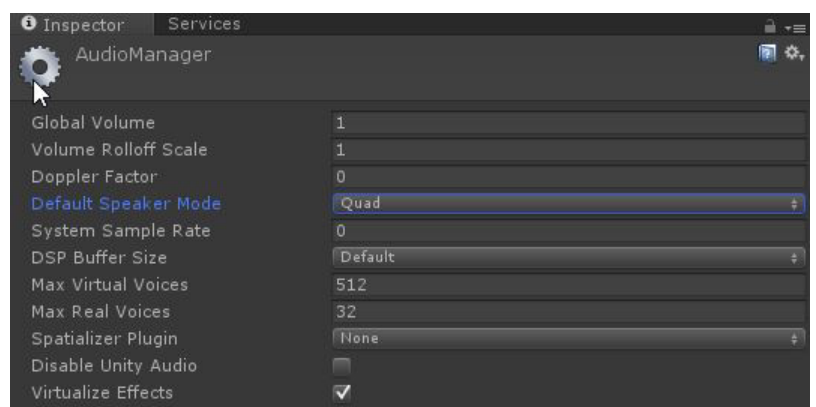 Inspector Services
AudioManager
Global Volume 1
Volume Rolloff Scale 1
Doppler Factor 0
Default Speaker Mode Quad
System Sample Rate 0
DSP Buffer Size Default
Max Virtual Voices 512
Max Real Voices 32
Spatializer Plugin None
Disable Unity Audio
Virtualize Effects